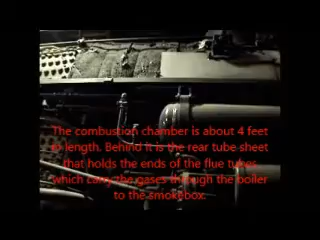 The combustion chamber is about 4 feet
in length. Behind it is the rear tube sheet
that holds the ends of the flue tubes
which carry the gases through the boiler
to the smokebox.